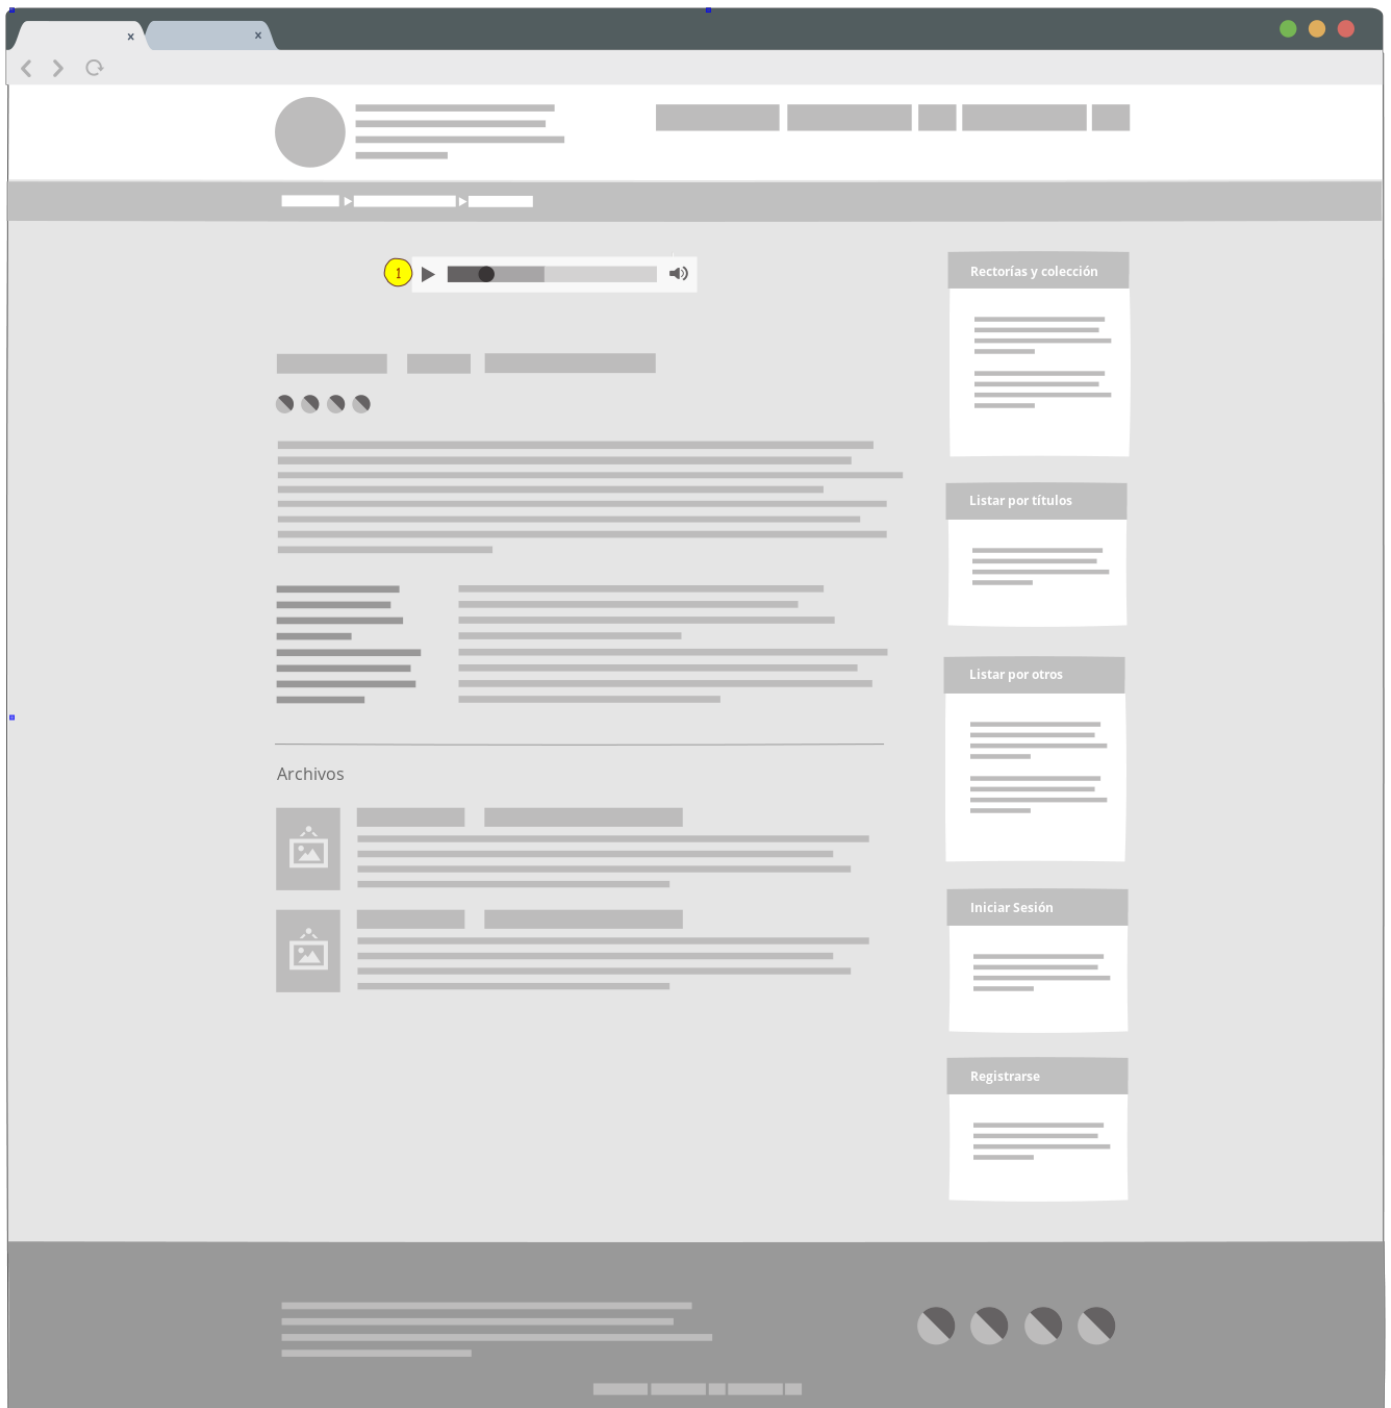 1
Rectorías y colección
Listar por títulos
Listar por otros
Archivos
Iniciar Sesión
Registrarse